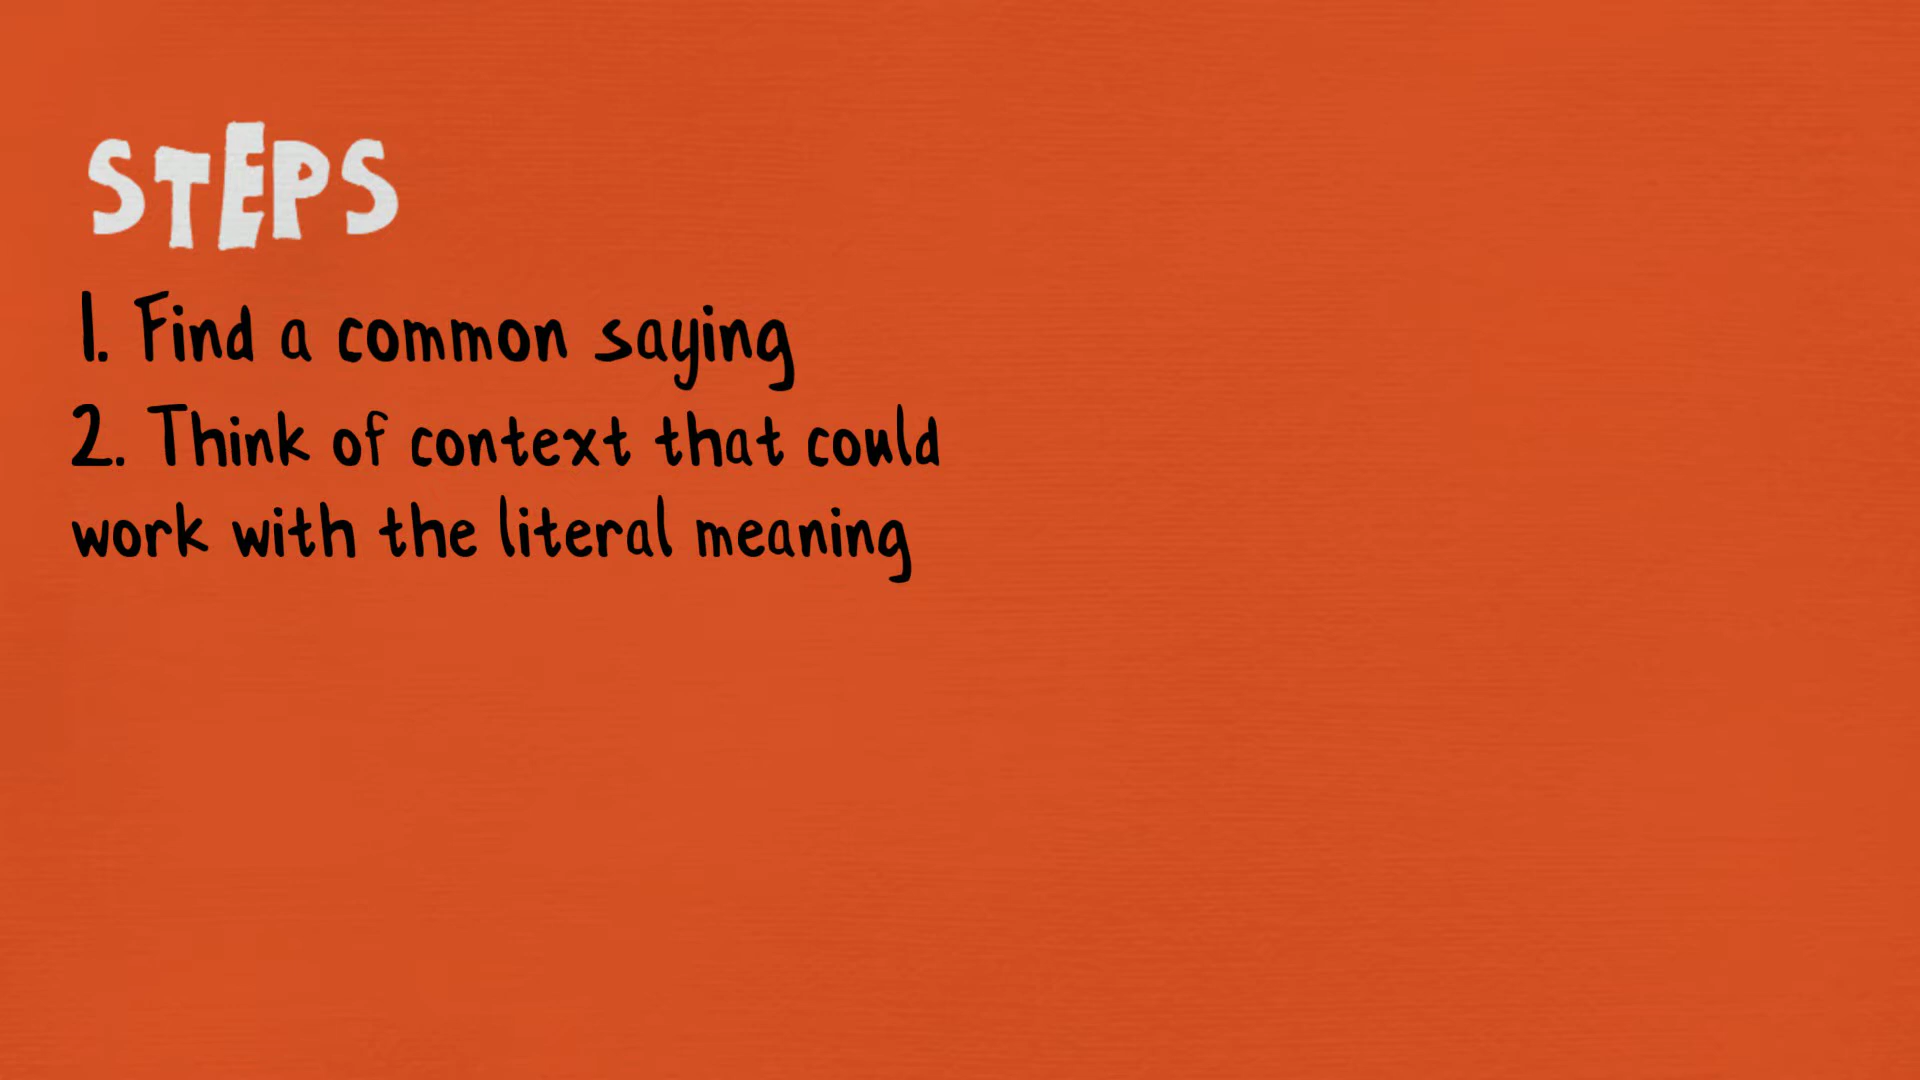 STEPS
1. Find a common saying
2. Think of context that could
work with the literal meaning